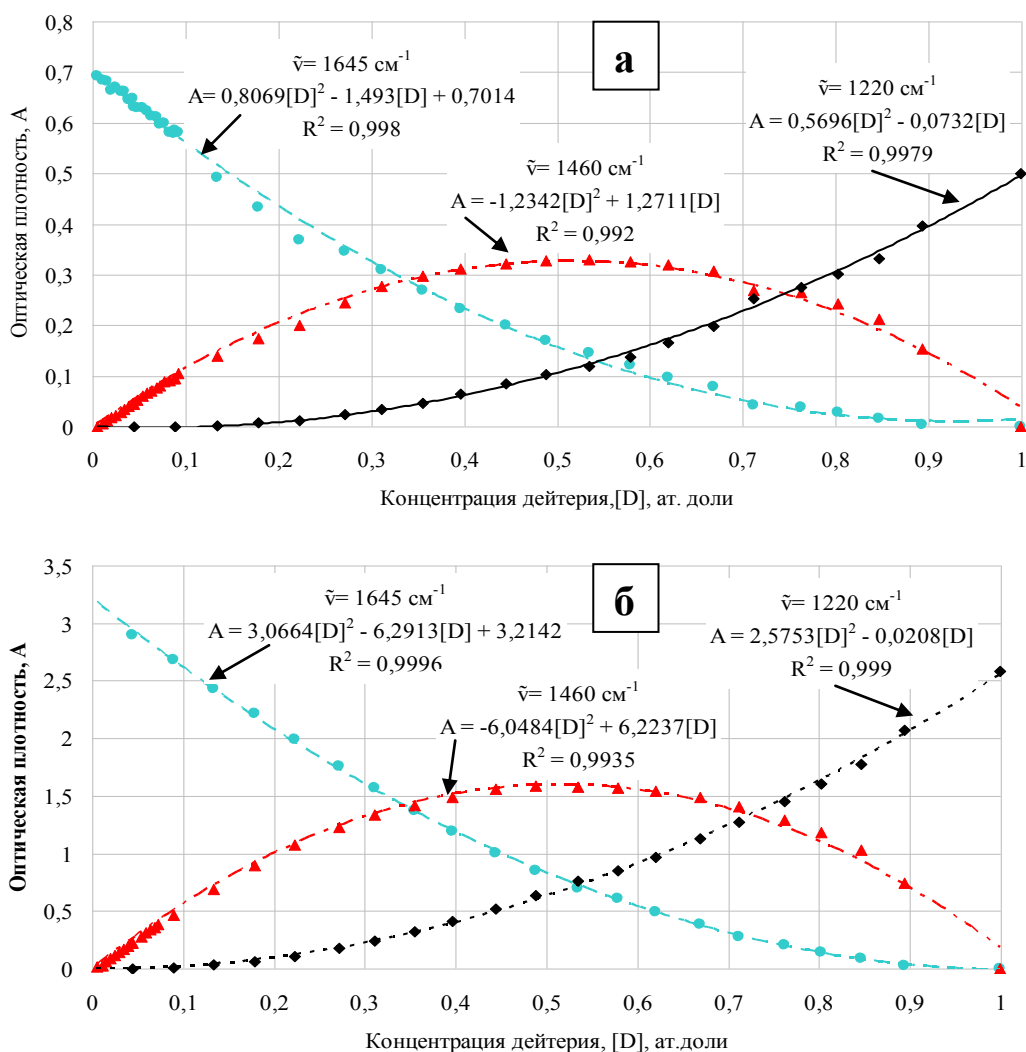 0,8
0,7
0,6
0,5
0,4
0,3
0,2
0,1
0
Оптическая плотность, А
а
ṽ= 1645 см-1
A= 0,8069[D]2 - 1,493[D] + 0,7014
R2 = 0,998
ṽ= 1460 см-1
A = -1,2342[D]2 + 1,2711[D]
R2 = 0,992
ṽ= 1220 см-1
A = 0,5696[D]2 - 0,0732[D]
R2 = 0,9979
0 0,1 0,2 0,3 0,4 0,5 0,6 0,7 0,8 0,9 1
Концентрация дейтерия,[D], ат. доли
3,5
3
2,5
2
1,5
1
0,5
0
Оптическая плотность, А
б
ṽ= 1645 см-1
A = 3,0664[D]2 - 6,2913[D] + 3,2142
R2 = 0,9996
ṽ= 1460 см-1
A = -6,0484[D]2 + 6,2237[D]
R2 = 0,9935
ṽ= 1220 см-1
A = 2,5753[D]2 - 0,0208[D]
R2 = 0,999
0 0,1 0,2 0,3 0,4 0,5 0,6 0,7 0,8 0,9 1
Концентрация дейтерия, [D], ат.доли